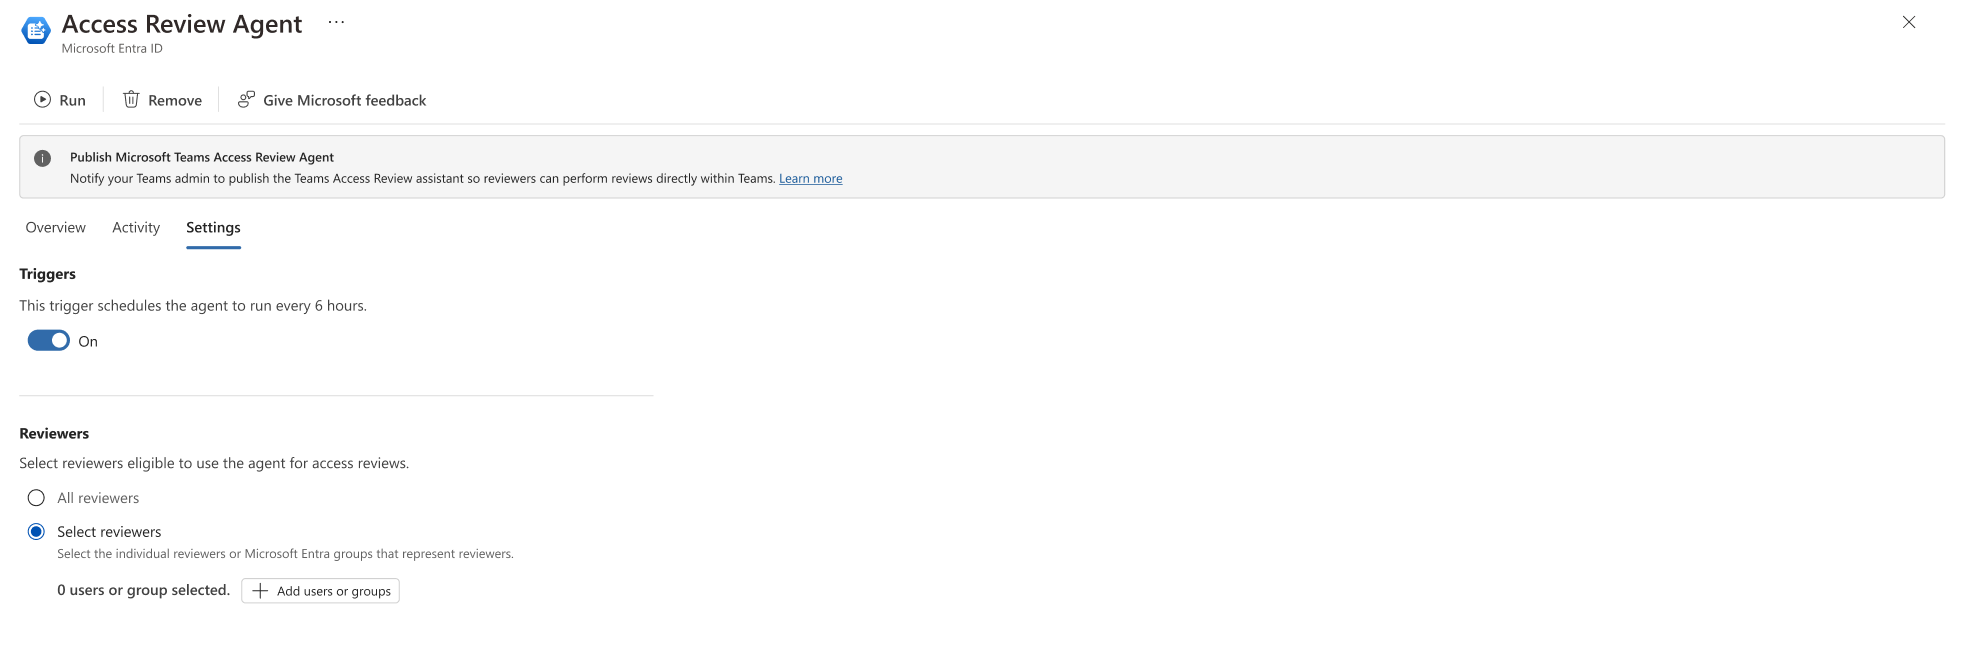 Access Review Agent ...
Microsoft Entra ID
Run
Remove
Give Microsoft feedback
Publish Microsoft Teams Access Review Agent
Notify your Teams admin to publish the Teams Access Review assistant so reviewers can perform reviews directly within Teams. Learn more
Overview
Activity
Settings
Triggers
This trigger schedules the agent to run every 6 hours.
On
Reviewers
Select reviewers eligible to use the agent for access reviews.
All reviewers
Select reviewers
Select the individual reviewers or Microsoft Entra groups that represent reviewers.
0 users or group selected.
Add users or groups